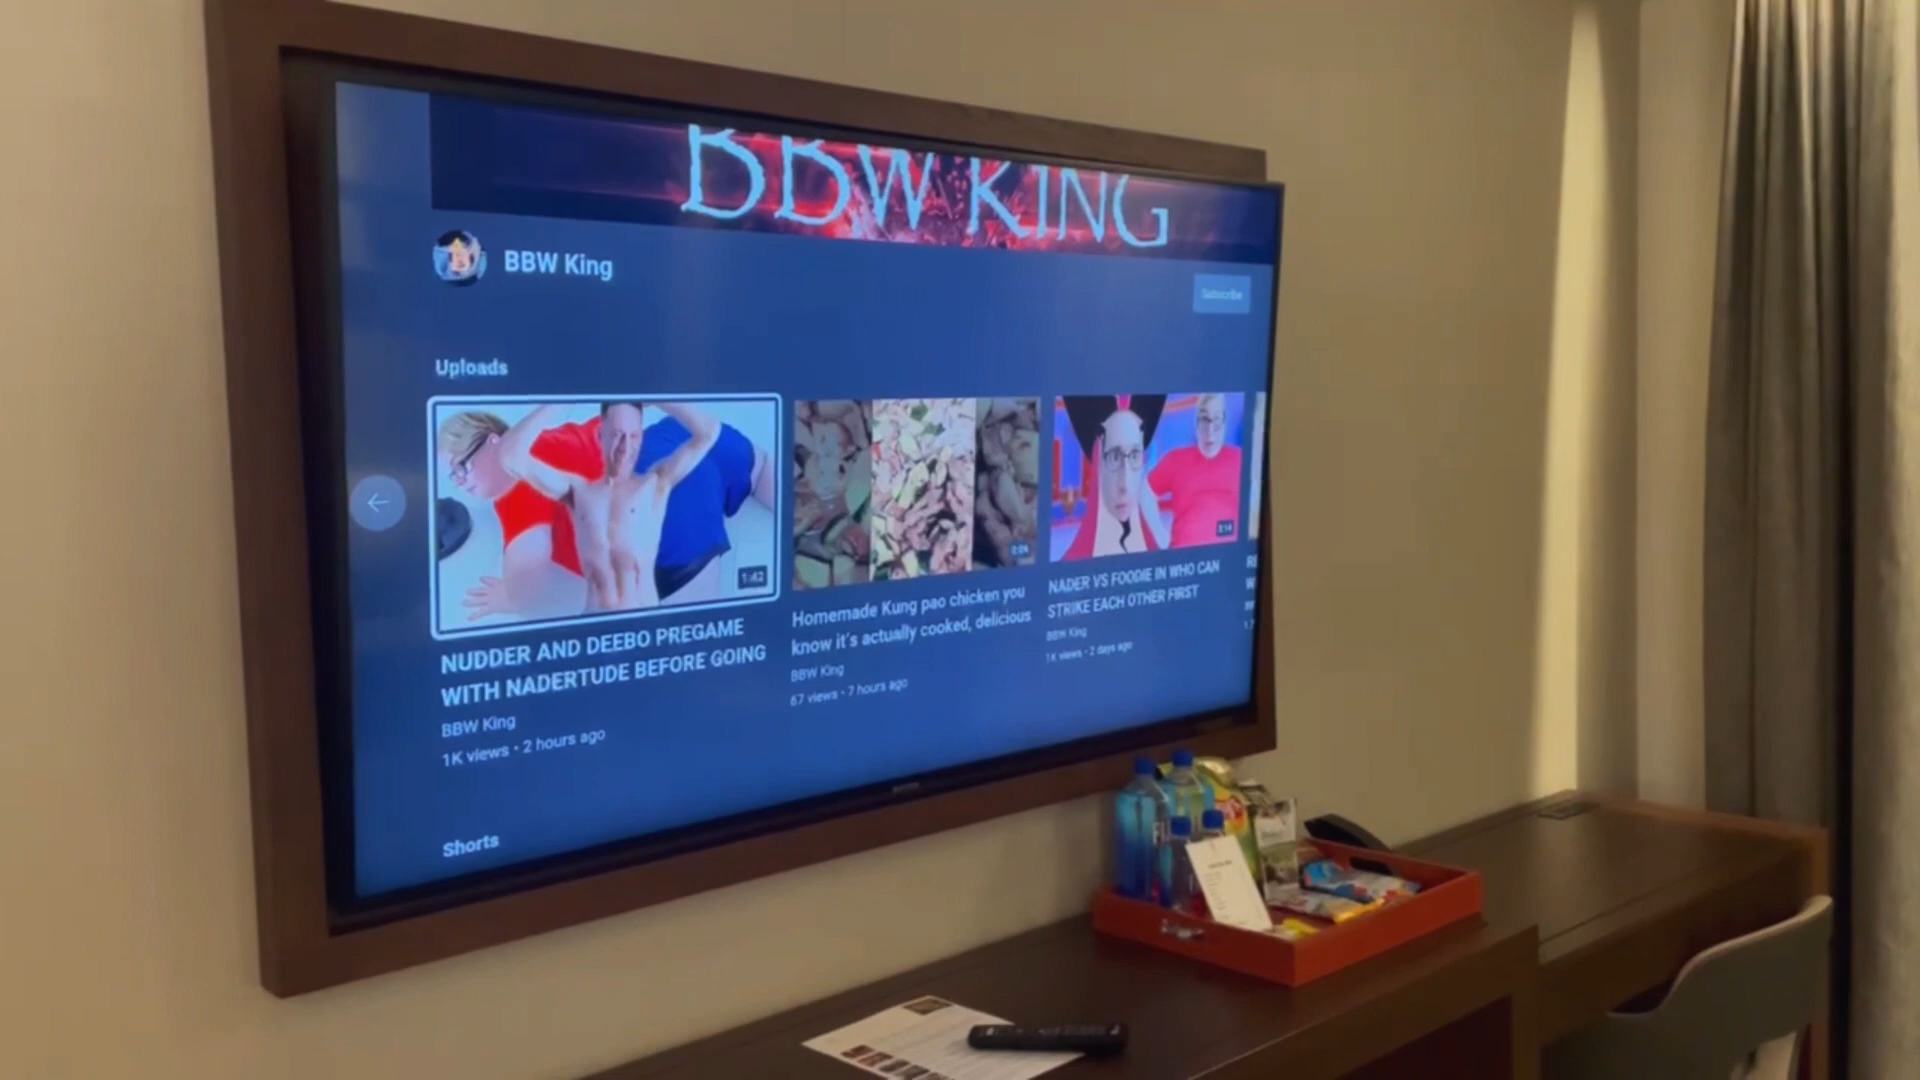 BBW KING
BBW King
Subscribe
Uploads
1:42
NUDDER AND DEEBO PREGAME
WITH NADERTUDE BEFORE GOING
BBW King
1K views • 2 hours ago
Homemade Kung pao chicken you
know it's actually cooked, delicious
BBW King
67 views • 7 hours ago
NADER VS FOODIE IN WHO CAN
STRIKE EACH OTHER FIRST
BBW King
1K views • 2 days ago
Shorts